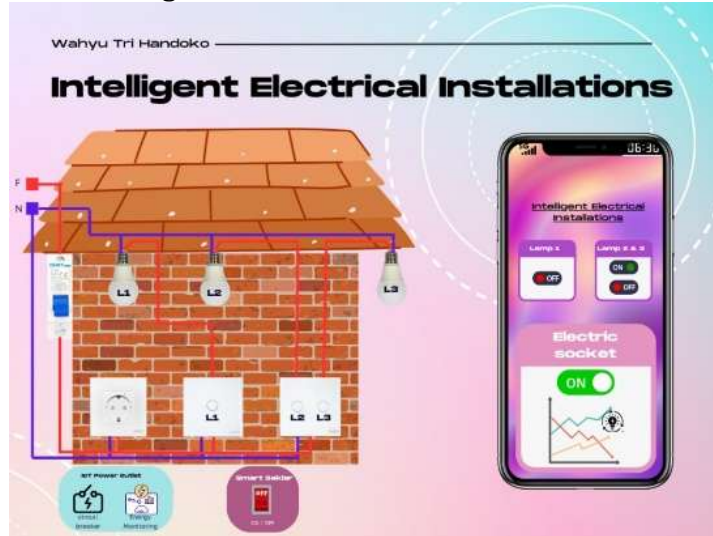 Wahyu Tri Handoko
Intelligent Electrical Installations
F
N
L1
L2
L3
L1
L2 L3
IoT Power Outlet
Circuit
Breaker
Energy
Monitoring
Smart Saklar
OFF
ON / OFF
5G
06:30
Intelligent Electrical
Installations
Lamp 1
OFF
Lamp 2 & 3
ON
OFF
Electric
socket
ON